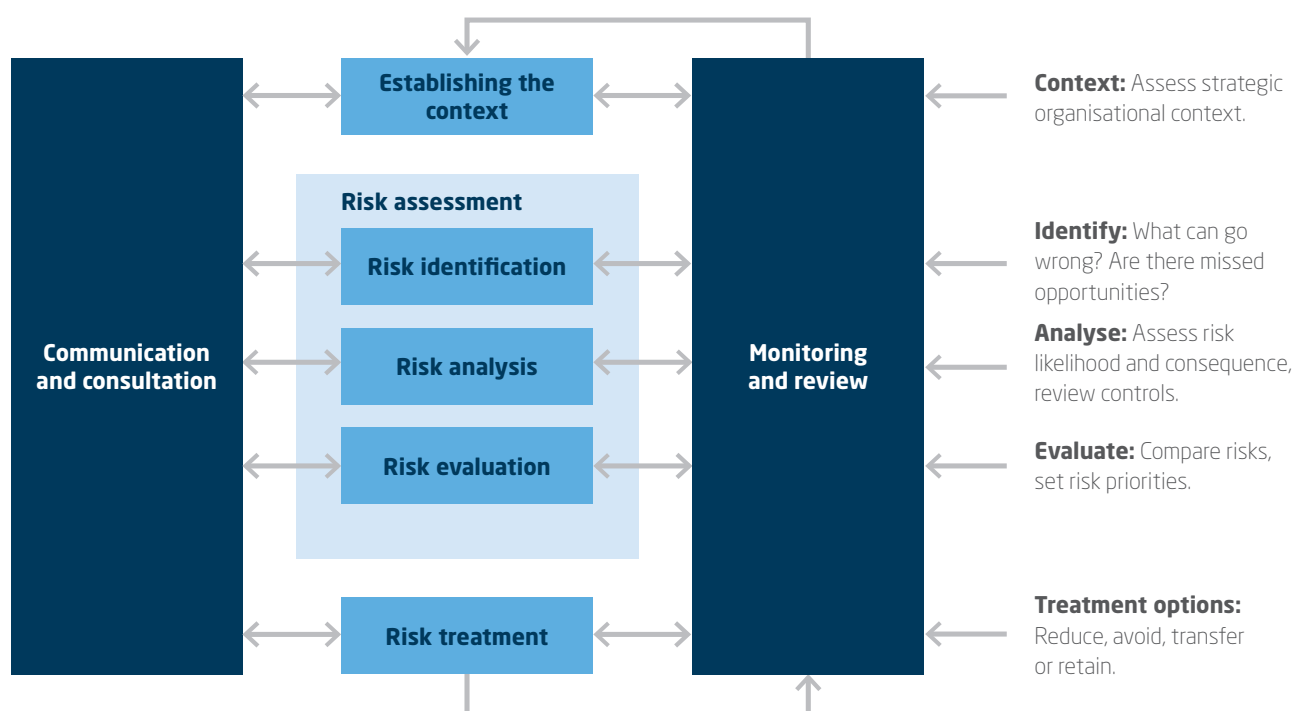 Establishing the
context
Context: Assess strategic
organisational context.
Risk assessment
Risk identification
Identify: What can go
wrong? Are there missed
opportunities?
Communication
and consultation
Risk analysis
Monitoring
and review
Analyse: Assess risk
likelihood and consequence,
review controls.
Risk evaluation
Evaluate: Compare risks,
set risk priorities.
Risk treatment
Treatment options:
Reduce, avoid, transfer
or retain.